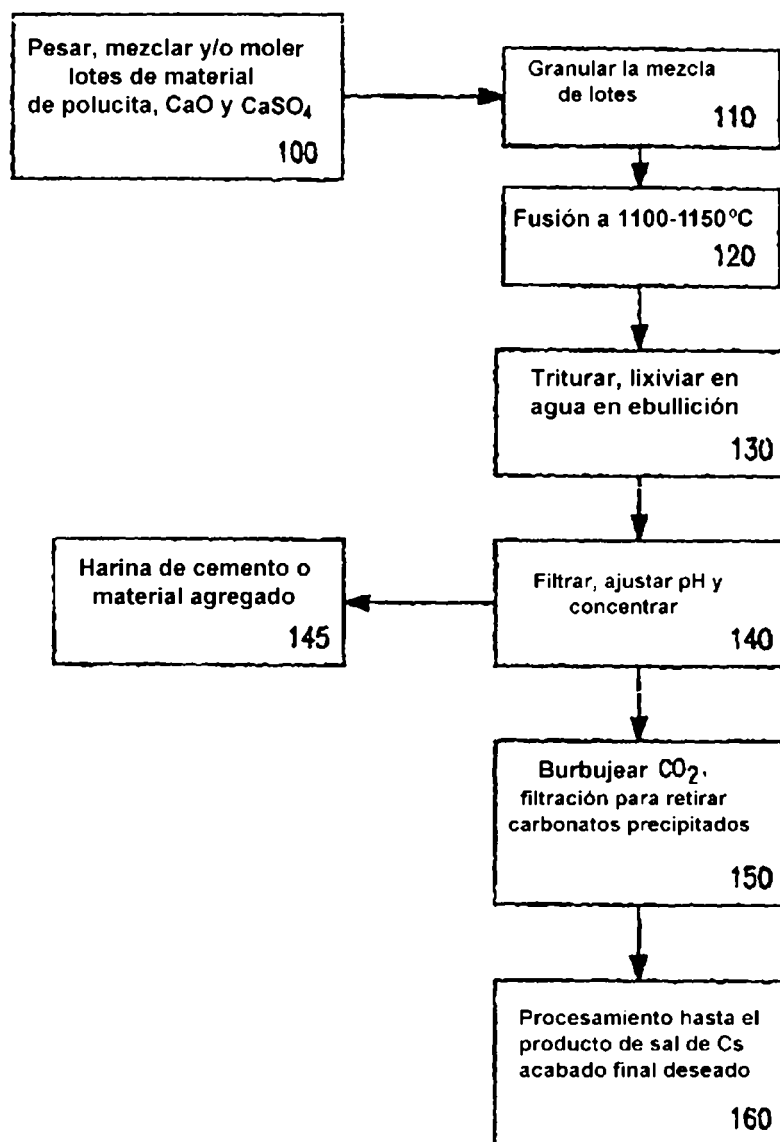 Pesar, mezclar y/o moler
lotes de material
de polucita, CaO y CaSO4
100
Granular la mezcla
de lotes
110
Fusión a 1100-1150ºC
120
Triturar, lixiviar en
agua en ebullición
130
Filtrar, ajustar pH y
concentrar
140
Harina de cemento o
material agregado
145
Burbujear CO2,
filtración para retirar
carbonatos precipitados
150
Procesamiento hasta el
producto de sal de Cs
acabado final deseado
160